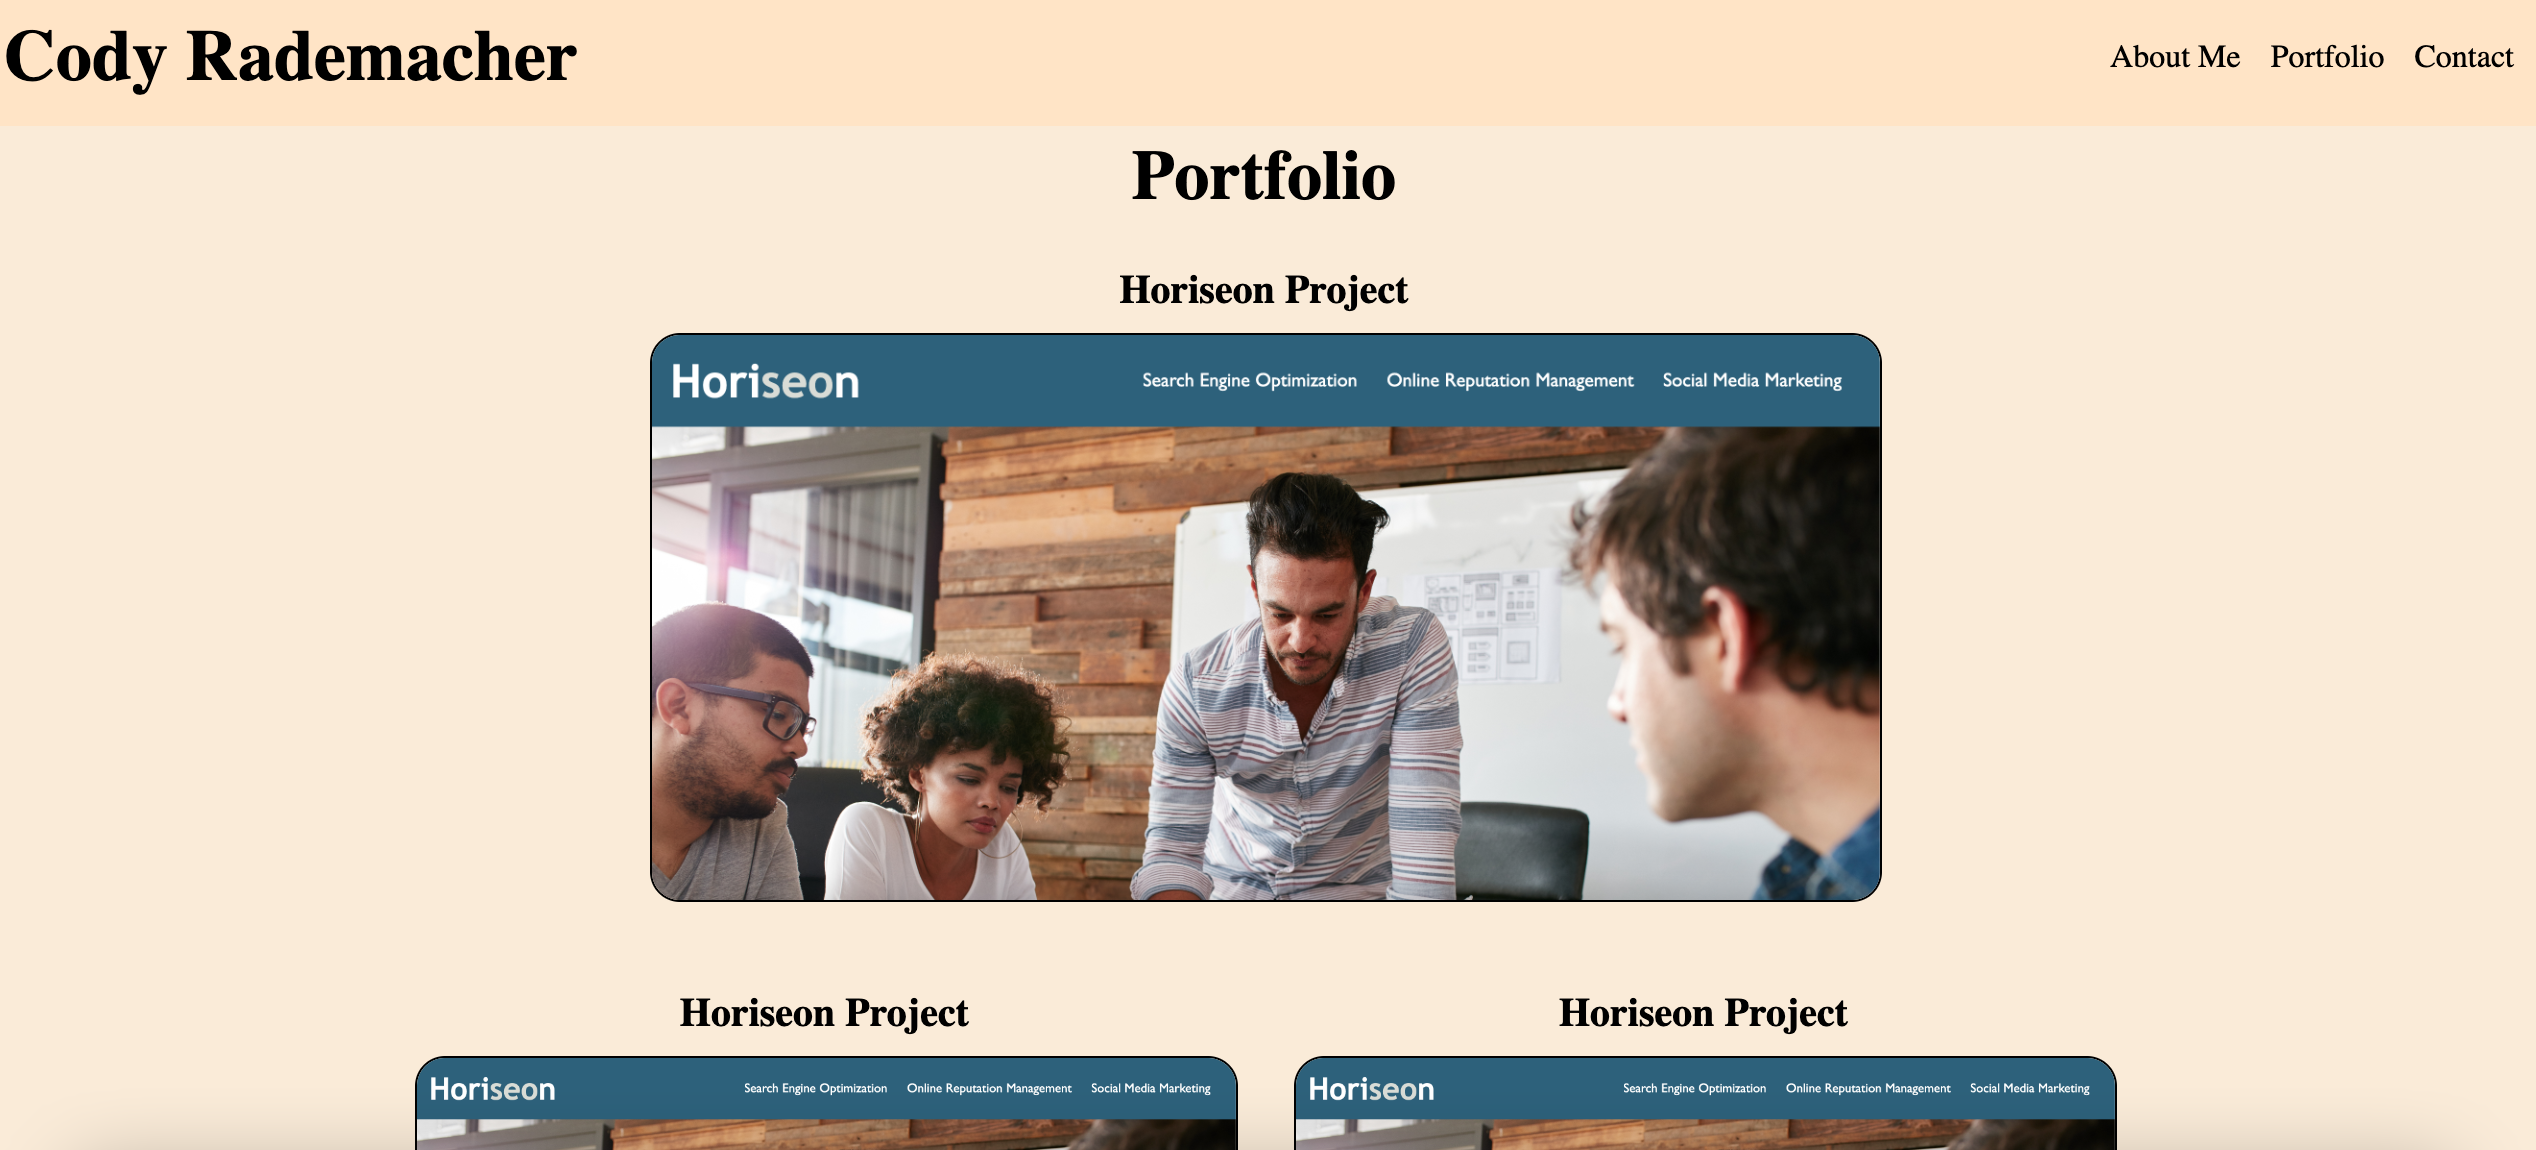 Cody Rademacher
About Me Portfolio Contact
Portfolio
Horiseon Project
Horiseon Search Engine Optimization Online Reputation Management Social Media Marketing
Horiseon Project Horiseon Project
Horiseon Search Engine Optimization Online Reputation Management Social Media Marketing
Horiseon Search Engine Optimization Online Reputation Management Social Media Marketing